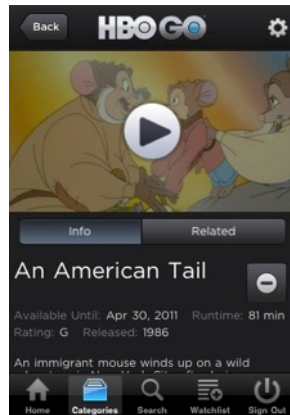 Back
HBO GO
Info
Related
An American Tail
Available Until: Apr 30, 2011 Runtime: 81 min
Rating: G Released: 1986
An immigrant mouse winds up on a wild
Home
Categories
Search
Watchlist
Sign Out